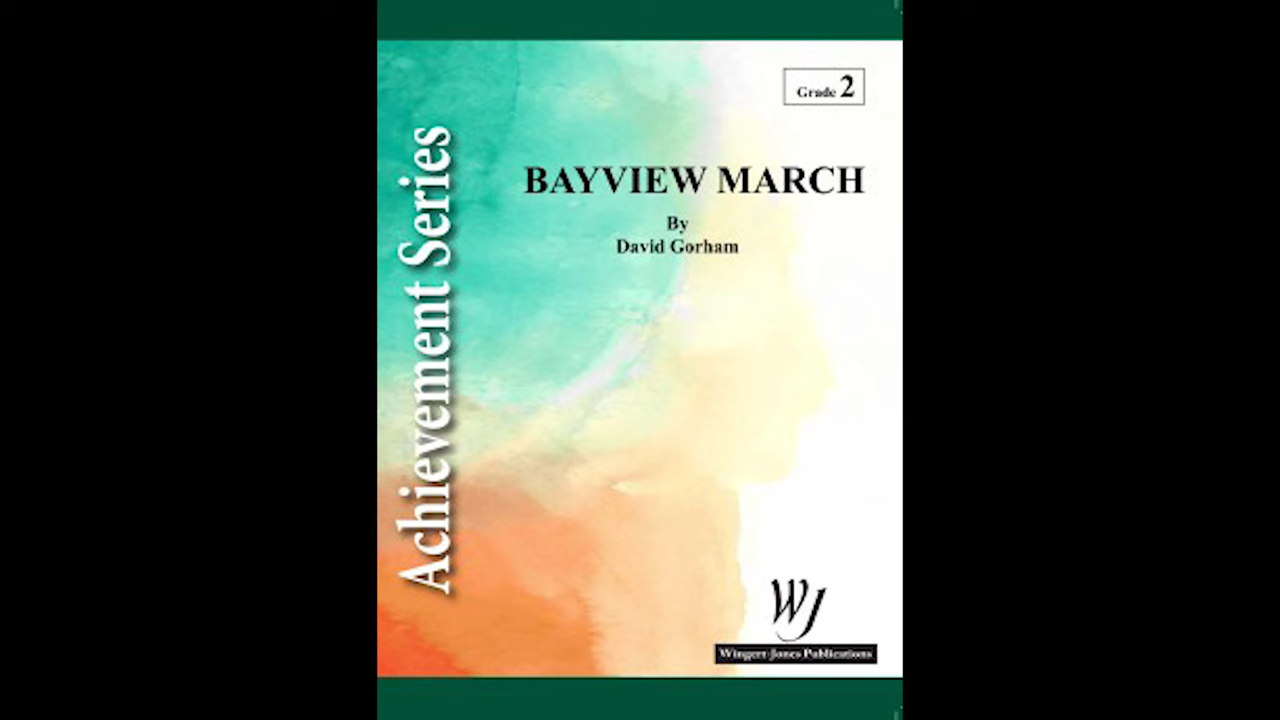 Grade 2
BAYVIEW MARCH
By
David Gorham
Achievement Series
WJ
Wingert-Jones Publications